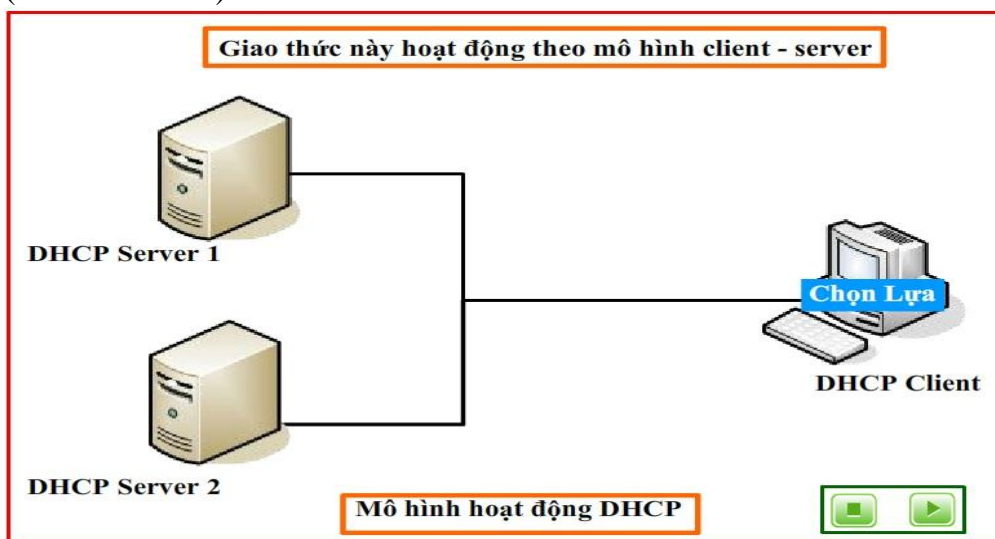 Giao thức này hoạt động theo mô hình client - server
DHCP Server 1
Chọn Lựa
DHCP Client
DHCP Server 2
Mô hình hoạt động DHCP